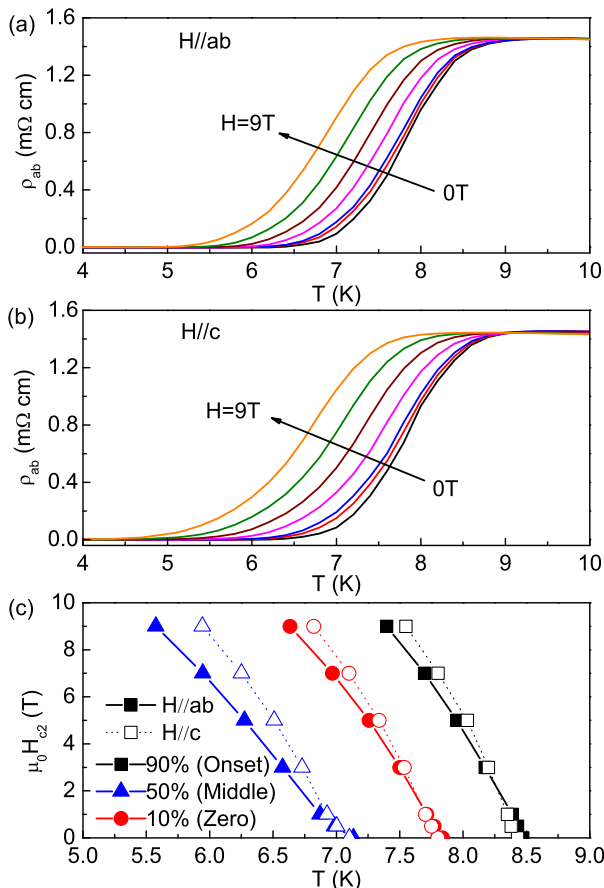 (a)
H//ab
H=9T
0T
ρab (mΩ cm)
1.6
1.2
0.8
0.4
0.0
4 5 6 7 8 9 10
T (K)
(b)
H//c
H=9T
0T
ρab (mΩ cm)
1.6
1.2
0.8
0.4
0.0
4 5 6 7 8 9 10
T (K)
(c)
μ0Hc2 (T)
10
8
6
4
2
0
H//ab
H//c
90% (Onset)
50% (Middle)
10% (Zero)
5.0 5.5 6.0 6.5 7.0 7.5 8.0 8.5 9.0
T (K)